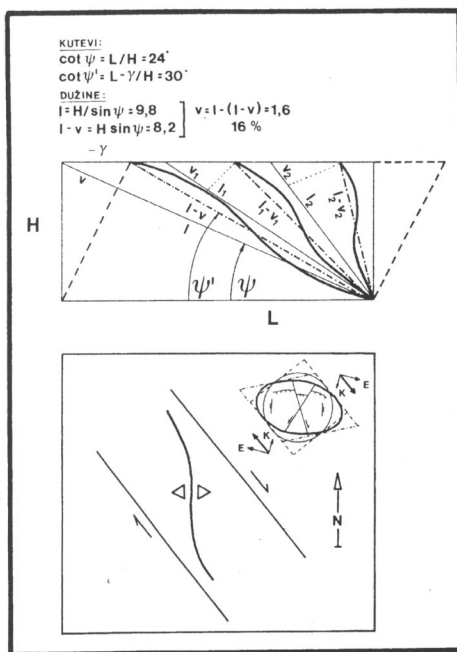 KUTEVI:
cot ψ = L/H = 24°
cot ψ' = L-γ/H = 30°
DUŽINE:
l = H/sin ψ = 9,8
l - v = H sin ψ = 8,2
v = l - (l - v) = 1,6
16 %
-γ
v
v₁
v₂
l₁
l₂
l-v
l
l₁-v₁
l₂-v₂
H
ψ'
ψ
L
K
E
K
E
N